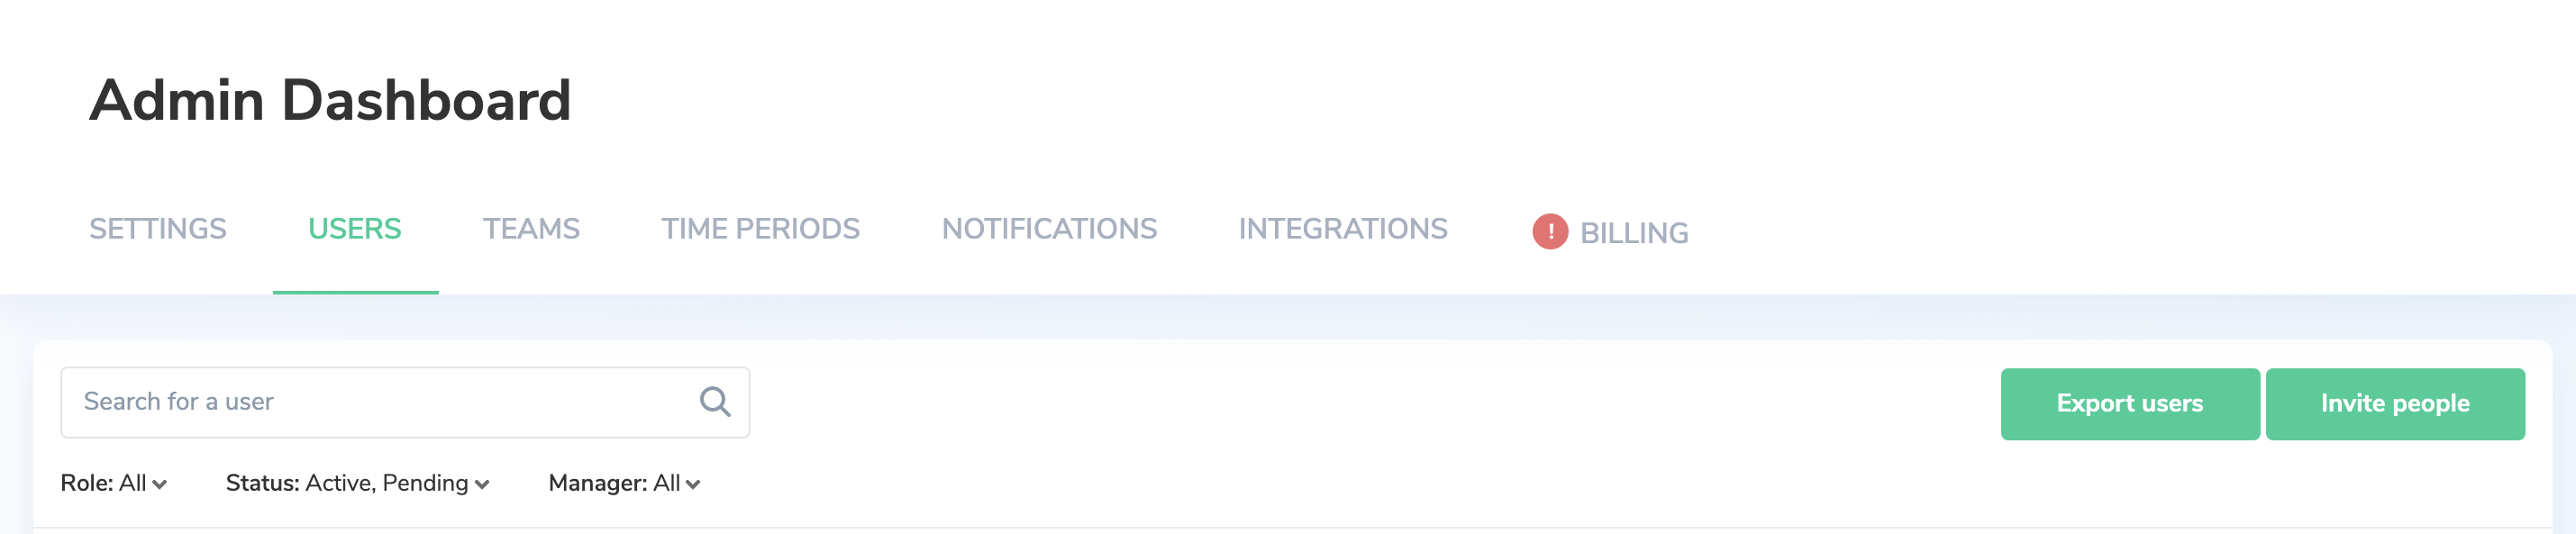 Admin Dashboard
SETTINGS USERS TEAMS TIME PERIODS NOTIFICATIONS INTEGRATIONS ! BILLING
Search for a user Export users Invite people
Role: All Status: Active, Pending Manager: All